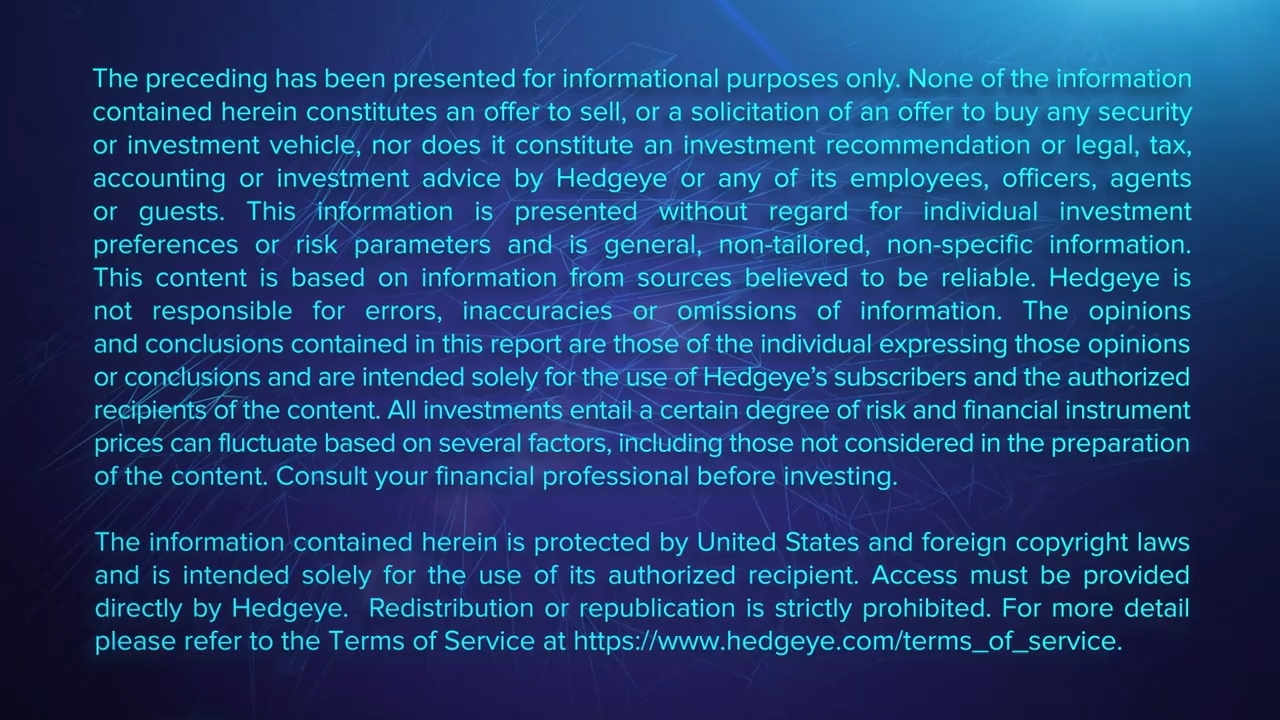 The preceding has been presented for informational purposes only. None of the information
contained herein constitutes an offer to sell, or a solicitation of an offer to buy any security
or investment vehicle, nor does it constitute an investment recommendation or legal, tax,
accounting or investment advice by Hedgeye or any of its employees, officers, agents
or guests. This information is presented without regard for individual investment
preferences or risk parameters and is general, non-tailored, non-specific information.
This content is based on information from sources believed to be reliable. Hedgeye is
not responsible for errors, inaccuracies or omissions of information. The opinions
and conclusions contained in this report are those of the individual expressing those opinions
or conclusions and are intended solely for the use of Hedgeye’s subscribers and the authorized
recipients of the content. All investments entail a certain degree of risk and financial instrument
prices can fluctuate based on several factors, including those not considered in the preparation
of the content. Consult your financial professional before investing.
The information contained herein is protected by United States and foreign copyright laws
and is intended solely for the use of its authorized recipient. Access must be provided
directly by Hedgeye. Redistribution or republication is strictly prohibited. For more detail
please refer to the Terms of Service at https://www.hedgeye.com/terms_of_service.